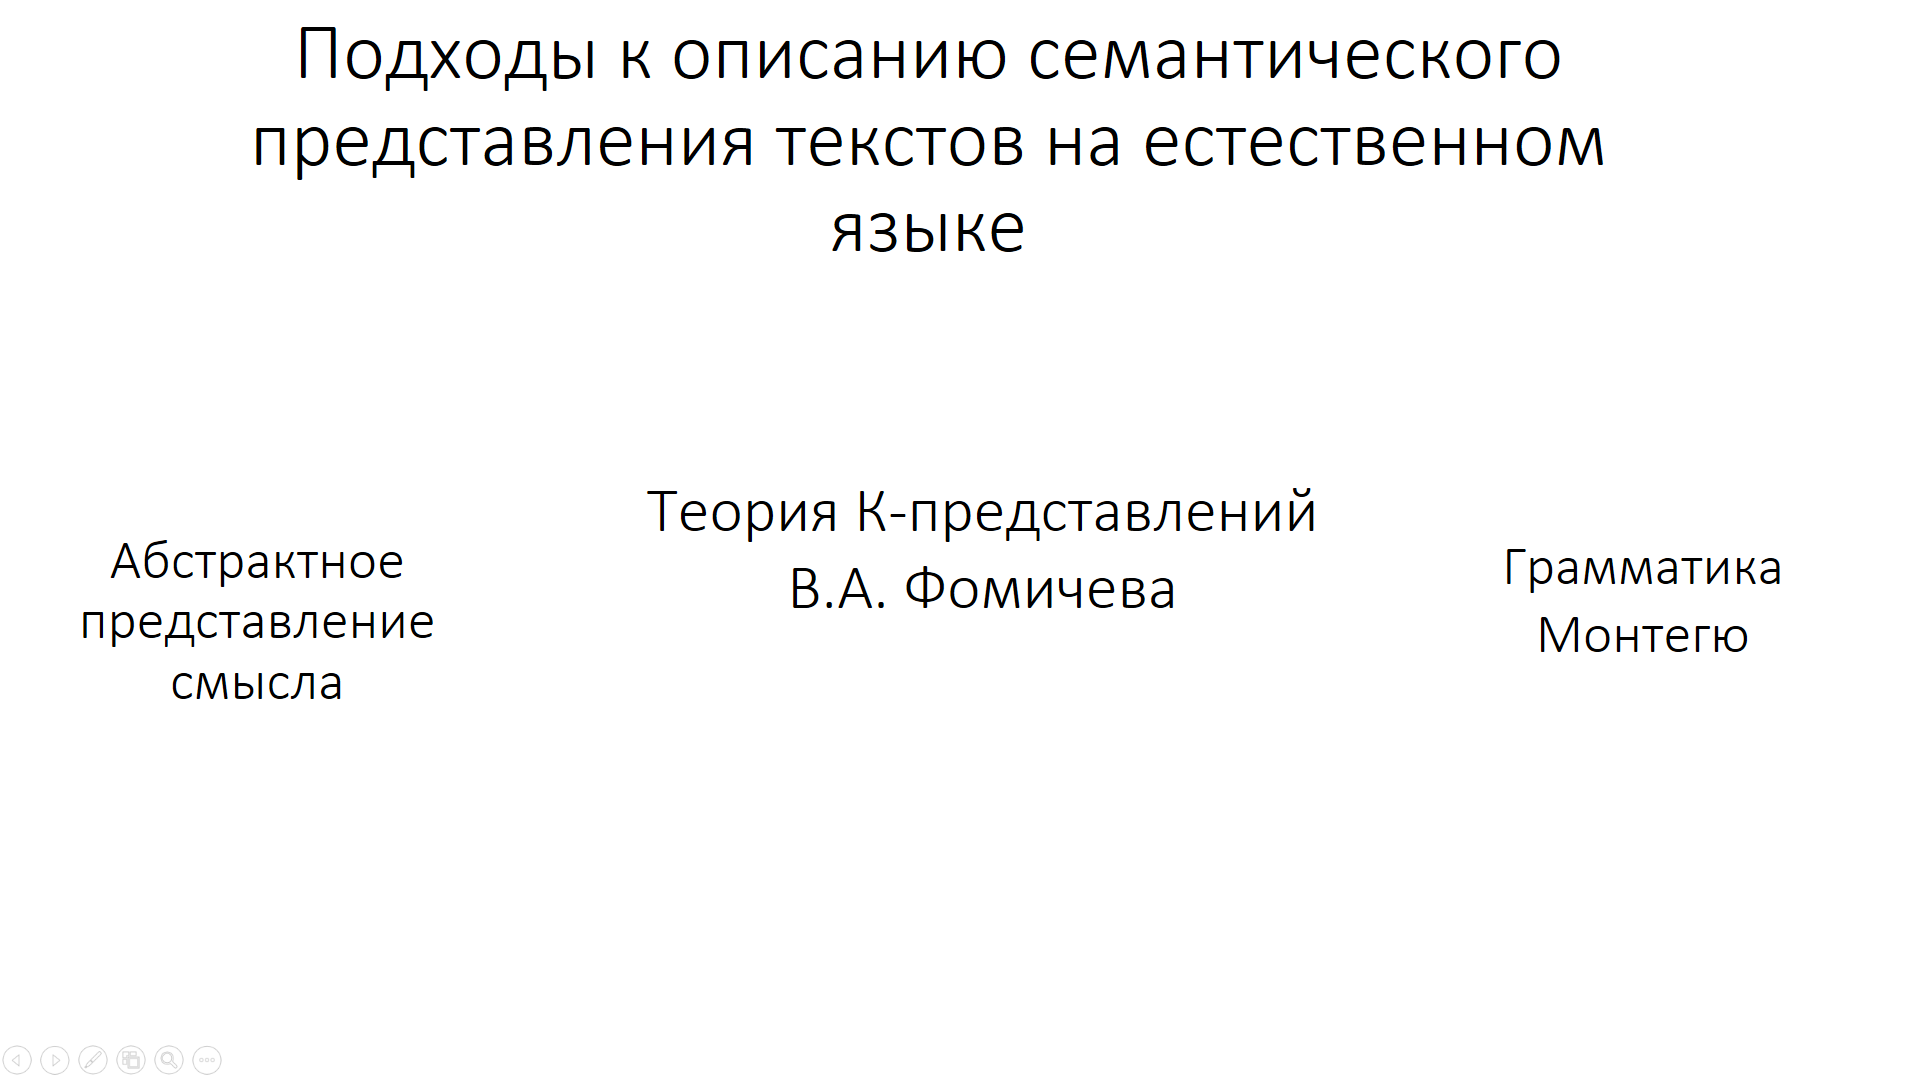 Подходы к описанию семантического
представления текстов на естественном
языке
Абстрактное
представление
смысла
Теория К-представлений
В.А. Фомичева
Грамматика
Монтегю